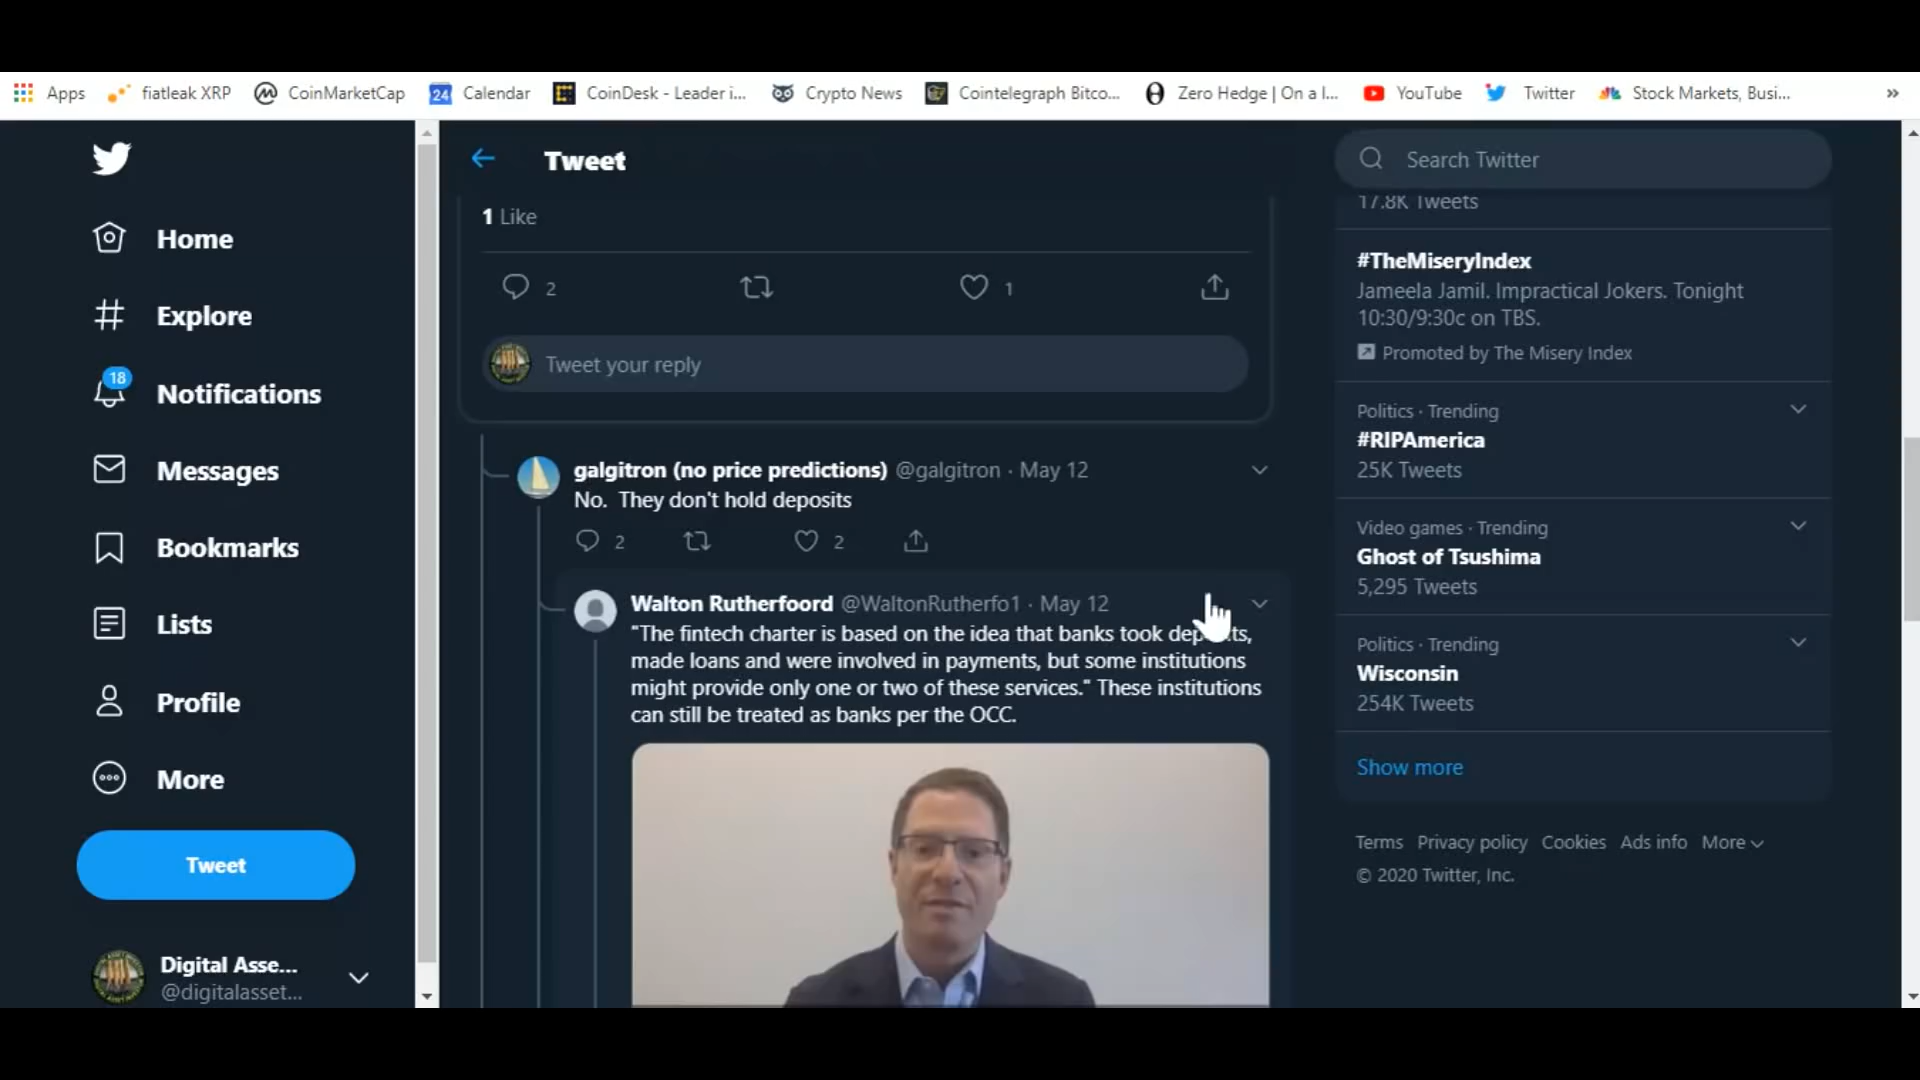 Apps fiatleak XRP CoinMarketCap 24 Calendar CoinDesk - Leader i... Crypto News Cointelegraph Bitco... Zero Hedge | On a l... YouTube Twitter Stock Markets, Busi... »
Home
Explore
18
Notifications
Messages
Bookmarks
Lists
Profile
More
Tweet
Digital Asse...
@digitalasset...
Tweet
1 Like
2 1
Tweet your reply
galgitron (no price predictions) @galgitron · May 12
No. They don't hold deposits
2 2
Walton Rutherfoord @WaltonRutherfo1 · May 12
"The fintech charter is based on the idea that banks took dep ts,
made loans and were involved in payments, but some institutions
might provide only one or two of these services." These institutions
can still be treated as banks per the OCC.
Search Twitter
17.8K Tweets
#TheMiseryIndex
Jameela Jamil. Impractical Jokers. Tonight
10:30/9:30c on TBS.
Promoted by The Misery Index
Politics · Trending
#RIPAmerica
25K Tweets
Video games · Trending
Ghost of Tsushima
5,295 Tweets
Politics · Trending
Wisconsin
254K Tweets
Show more
Terms Privacy policy Cookies Ads info More
© 2020 Twitter, Inc.